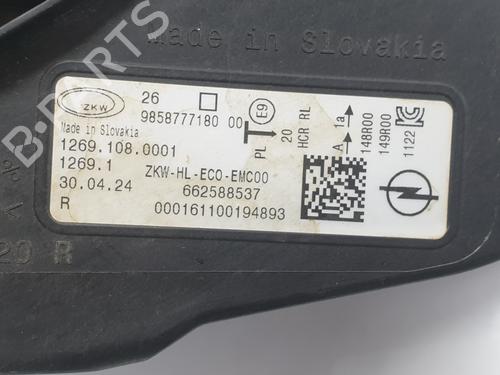 Made in Slovakia
ZKW
26
9858777180 00
E9
PL
20
HCR RL
A
1a
148R00
149R00
1122
Made in Slovakia
1269.108.0001
1269.1
ZKW-HL-ECO-EMC00
30.04.24
662588537
R
000161100194893
20 R
B-Parts